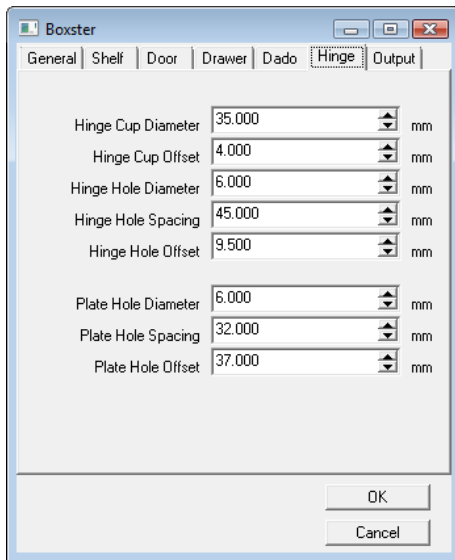 Boxster
General Shelf Door Drawer Dado Hinge Output
Hinge Cup Diameter 35.000 mm
Hinge Cup Offset 4.000 mm
Hinge Hole Diameter 6.000 mm
Hinge Hole Spacing 45.000 mm
Hinge Hole Offset 9.500 mm
Plate Hole Diameter 6.000 mm
Plate Hole Spacing 32.000 mm
Plate Hole Offset 37.000 mm
OK
Cancel